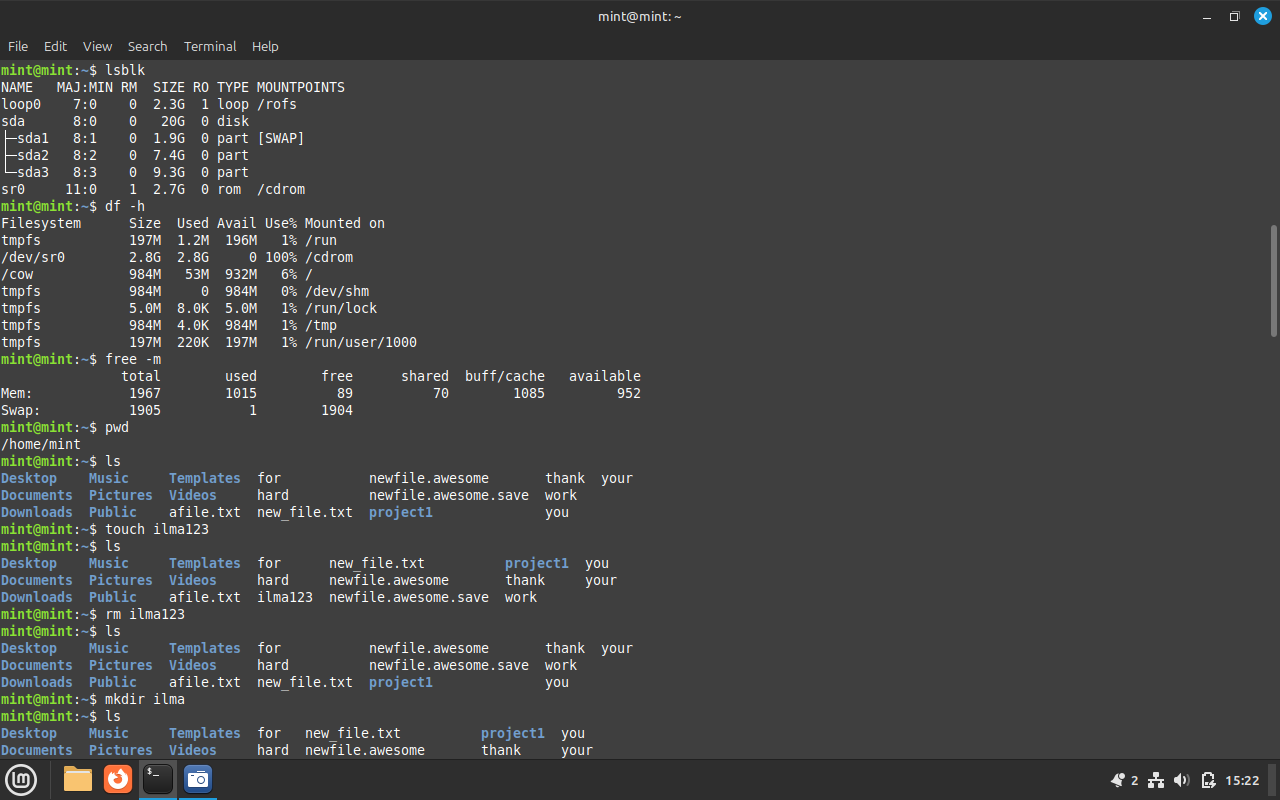 mint@mint: ~
File Edit View Search Terminal Help
mint@mint:~$ lsblk
NAME   MAJ:MIN RM  SIZE RO TYPE MOUNTPOINTS
loop0    7:0    0  2.3G  1 loop /rofs
sda      8:0    0   20G  0 disk
├─sda1   8:1    0  1.9G  0 part [SWAP]
├─sda2   8:2    0  7.4G  0 part
└─sda3   8:3    0  9.3G  0 part
sr0     11:0    1  2.7G  0 rom  /cdrom
mint@mint:~$ df -h
Filesystem      Size  Used Avail Use% Mounted on
tmpfs           197M  1.2M  196M   1% /run
/dev/sr0        2.8G  2.8G     0 100% /cdrom
/cow            984M   53M  932M   6% /
tmpfs           984M     0  984M   0% /dev/shm
tmpfs           5.0M  8.0K  5.0M   1% /run/lock
tmpfs           984M  4.0K  984M   1% /tmp
tmpfs           197M  220K  197M   1% /run/user/1000
mint@mint:~$ free -m
               total        used        free      shared  buff/cache   available
Mem:            1967        1015          89          70        1085         952
Swap:           1905           1        1904
mint@mint:~$ pwd
/home/mint
mint@mint:~$ ls
Desktop    Music     Templates  for           newfile.awesome       thank  your
Documents  Pictures  Videos     hard          newfile.awesome.save  work
Downloads  Public    afile.txt  new_file.txt  project1              you
mint@mint:~$ touch ilma123
mint@mint:~$ ls
Desktop    Music     Templates  for      new_file.txt          project1  you
Documents  Pictures  Videos     hard     newfile.awesome       thank     your
Downloads  Public    afile.txt  ilma123  newfile.awesome.save  work
mint@mint:~$ rm ilma123
mint@mint:~$ ls
Desktop    Music     Templates  for           newfile.awesome       thank  your
Documents  Pictures  Videos     hard          newfile.awesome.save  work
Downloads  Public    afile.txt  new_file.txt  project1              you
mint@mint:~$ mkdir ilma
mint@mint:~$ ls
Desktop    Music     Templates  for   new_file.txt          project1  you
Documents  Pictures  Videos     hard  newfile.awesome       thank     your
2 15:22